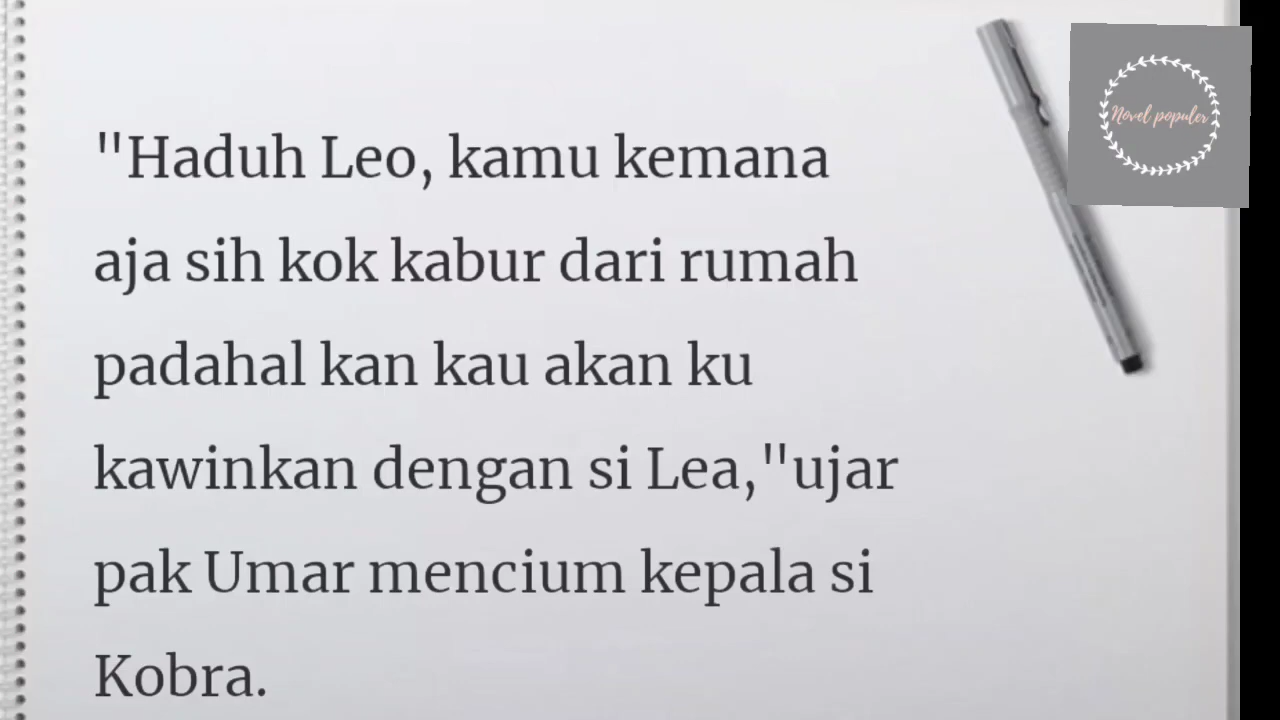 "Haduh Leo, kamu kemana
aja sih kok kabur dari rumah
padahal kan kau akan ku
kawinkan dengan si Lea,"ujar
pak Umar mencium kepala si
Kobra.
Novel populer